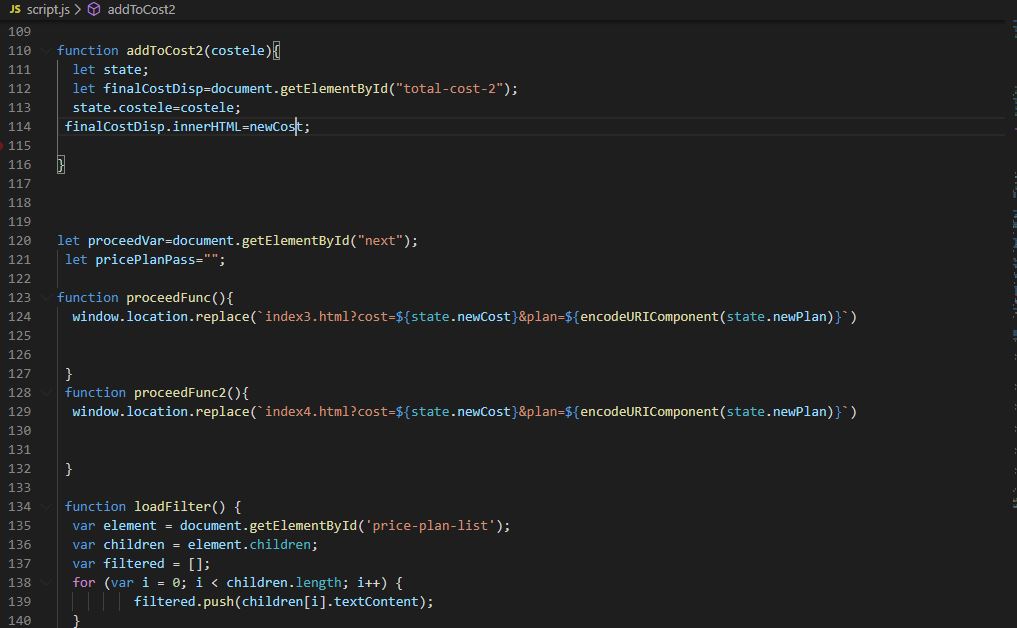 JS script.js > addToCost2
109
110 function addToCost2(costele){
111 let state;
112 let finalCostDisp=document.getElementById("total-cost-2");
113 state.costele=costele;
114 finalCostDisp.innerHTML=newCost;
115
116 }
117
118
119
120 let proceedVar=document.getElementById("next");
121 let pricePlanPass="";
122
123 function proceedFunc(){
124 window.location.replace(`index3.html?cost=${state.newCost}&plan=${encodeURIComponent(state.newPlan)}`)
125
126
127 }
128 function proceedFunc2(){
129 window.location.replace(`index4.html?cost=${state.newCost}&plan=${encodeURIComponent(state.newPlan)}`)
130
131
132 }
133
134 function loadFilter() {
135 var element = document.getElementById('price-plan-list');
136 var children = element.children;
137 var filtered = [];
138 for (var i = 0; i < children.length; i++) {
139 filtered.push(children[i].textContent);
140 }